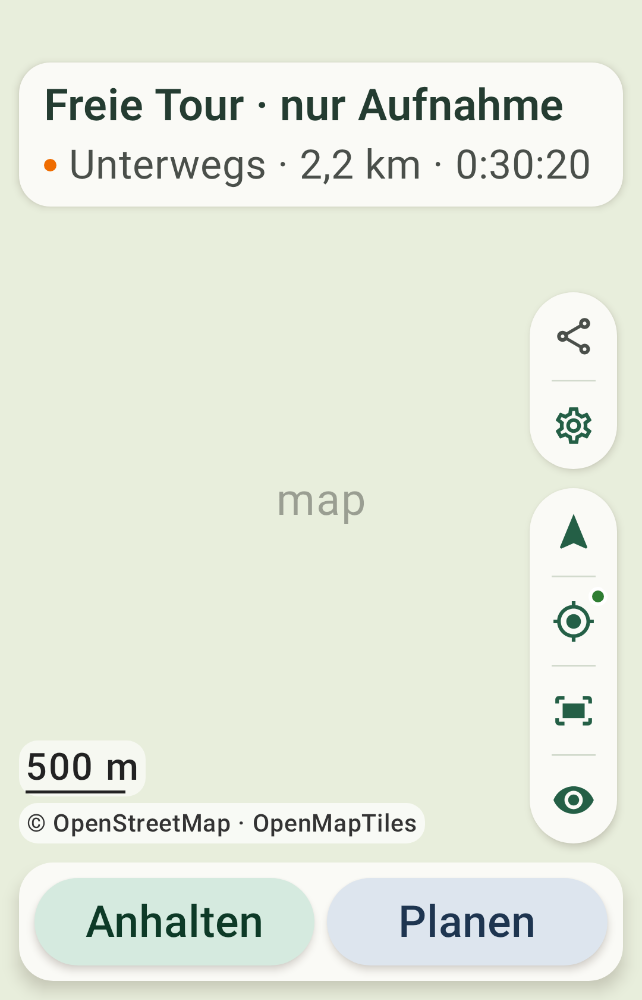 Freie Tour · nur Aufnahme
Unterwegs · 2,2 km · 0:30:20
map
500 m
© OpenStreetMap · OpenMapTiles
Anhalten
Planen